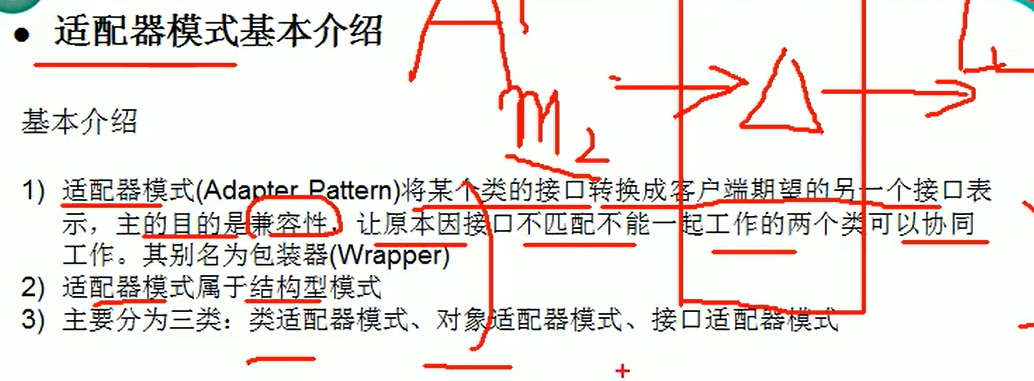 ● 适配器模式基本介绍
A
m2
基本介绍
1) 适配器模式(Adapter Pattern)将某个类的接口转换成客户端期望的另一个接口表
示，主的目的是兼容性，让原本因接口不匹配不能一起工作的两个类可以协同
工作。其别名为包装器(Wrapper)
2) 适配器模式属于结构型模式
3) 主要分为三类：类适配器模式、对象适配器模式、接口适配器模式